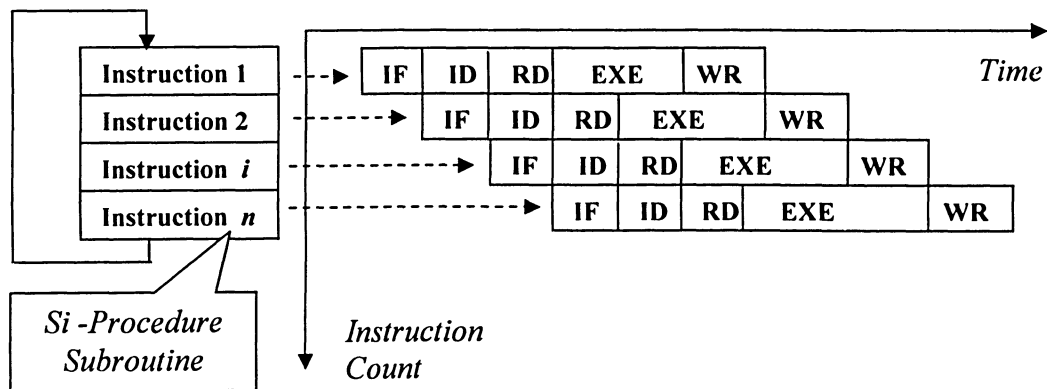 Instruction 1 IF ID RD EXE WR
Time
Instruction 2 IF ID RD EXE WR
Instruction i IF ID RD EXE WR
Instruction n IF ID RD EXE WR
Si -Procedure
Subroutine
Instruction
Count